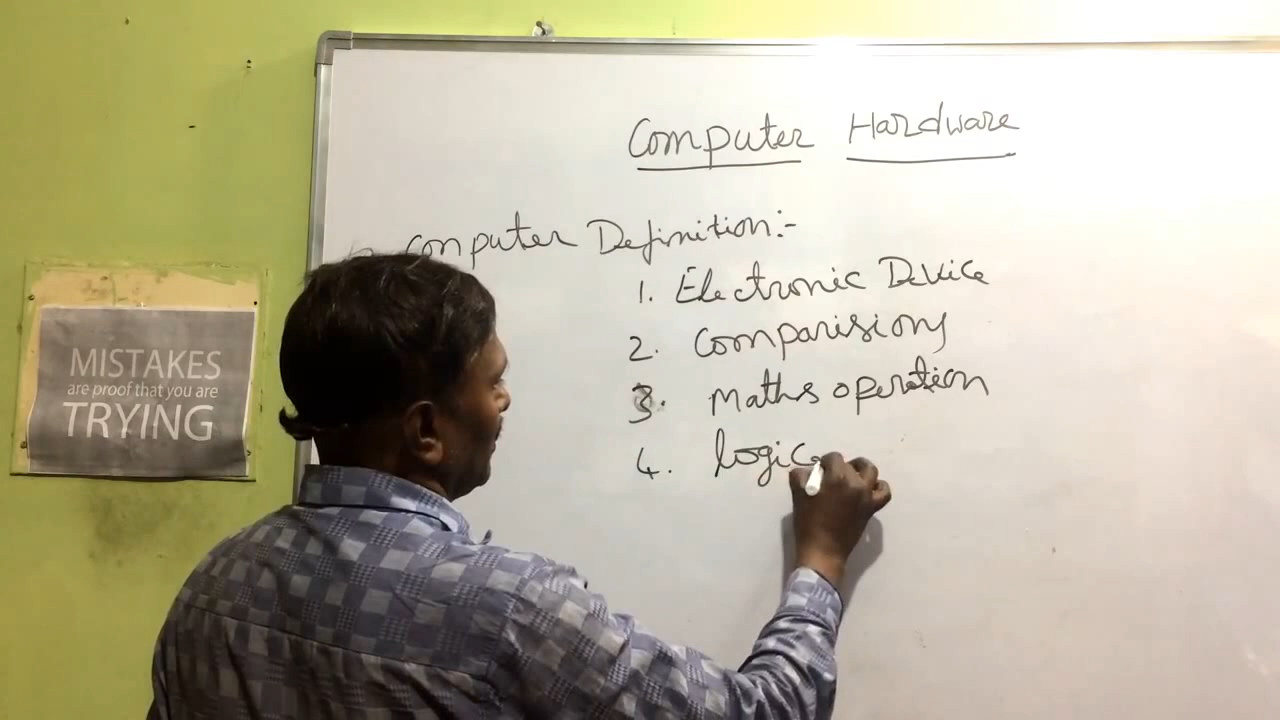 Computer Hardware
Computer Definition:-
1. Electronic Device
2. Comparisions
3. Maths operation
4. Logic
MISTAKES
are proof that you are
TRYING